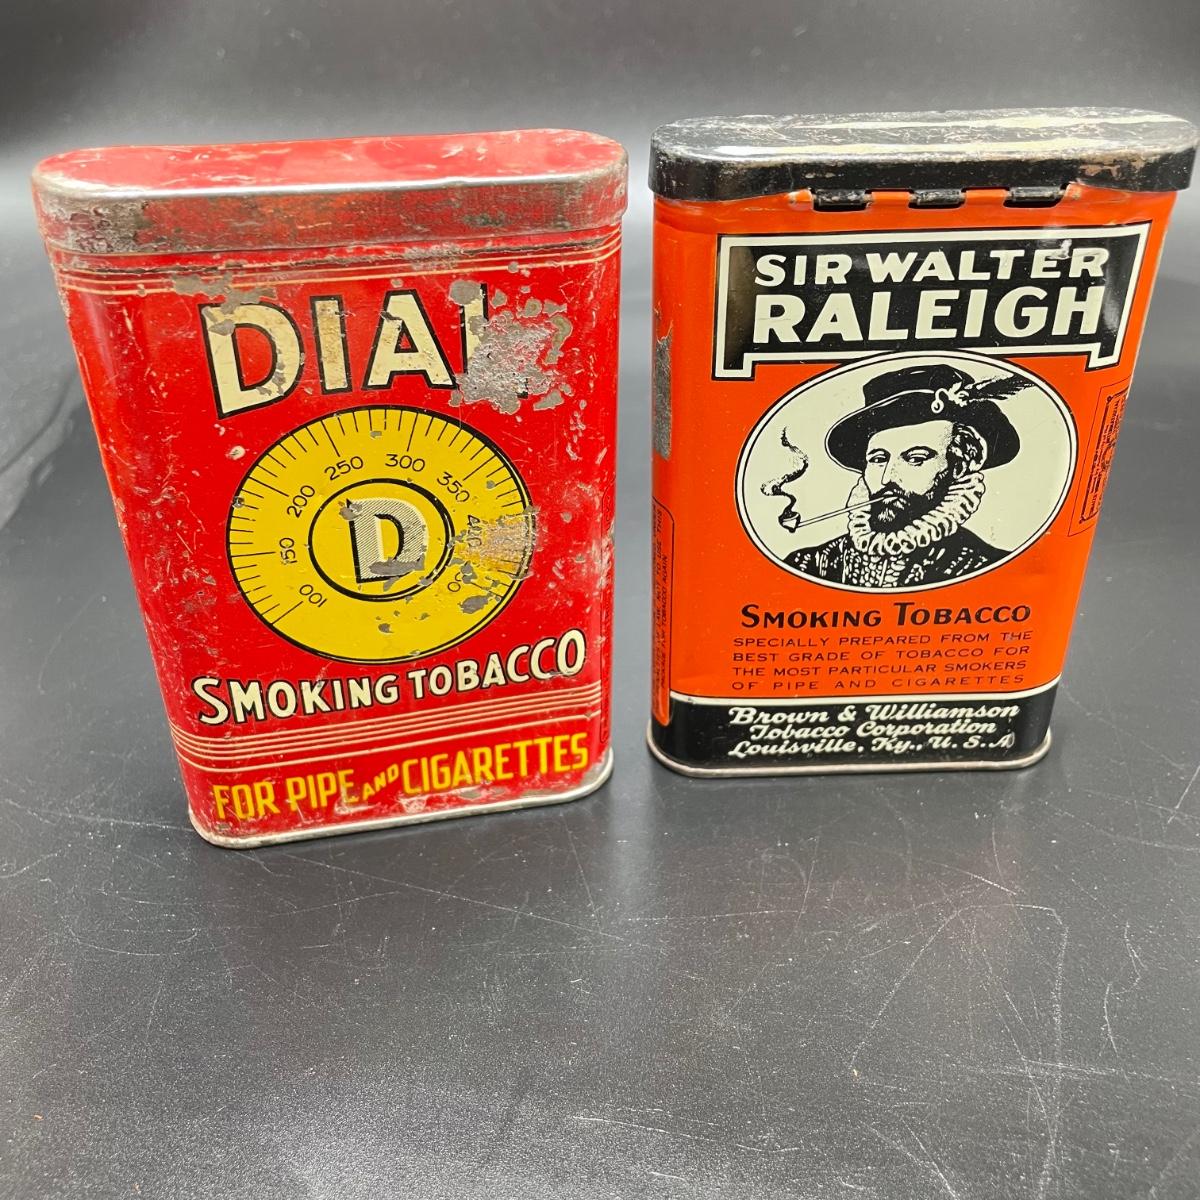 DIAL
100 150 200 250 300 350 400
D
SMOKING TOBACCO
FOR PIPE AND CIGARETTES
SIR WALTER
RALEIGH
SMOKING TOBACCO
SPECIALLY PREPARED FROM THE
BEST GRADE OF TOBACCO FOR
THE MOST PARTICULAR SMOKERS
OF PIPE AND CIGARETTES
Brown & Williamson
Tobacco Corporation
Louisville, Ky., U.S.A.